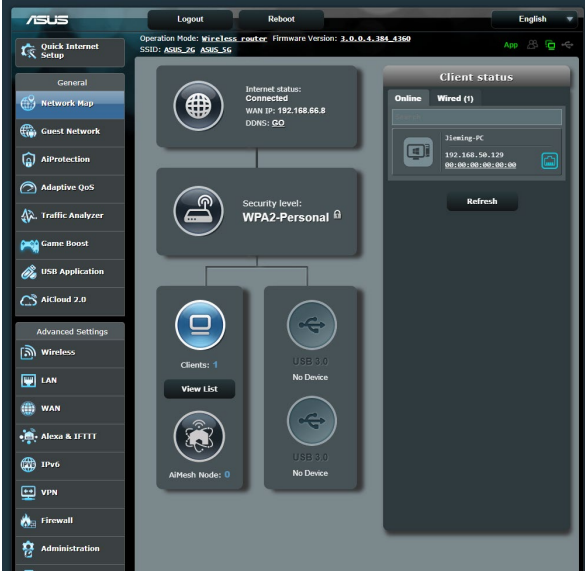 ASUS
Logout
Reboot
English
Operation Mode: Wireless router Firmware Version: 3.0.0.4.384_4360
SSID: ASUS_2G ASUS_5G
App
Quick Internet
Setup
General
Network Map
Guest Network
AiProtection
Adaptive QoS
Traffic Analyzer
Game Boost
USB Application
AiCloud 2.0
Advanced Settings
Wireless
LAN
WAN
Alexa & IFTTT
IPv6
VPN
Firewall
Administration
Internet status:
Connected
WAN IP: 192.168.66.8
DDNS: GO
Security level:
WPA2-Personal
Clients: 1
View List
AiMesh Node: 0
USB 3.0
No Device
USB 3.0
No Device
Client status
Online
Wired (1)
Jieming-PC
192.168.50.129
00:00:00:00:00:00
Refresh